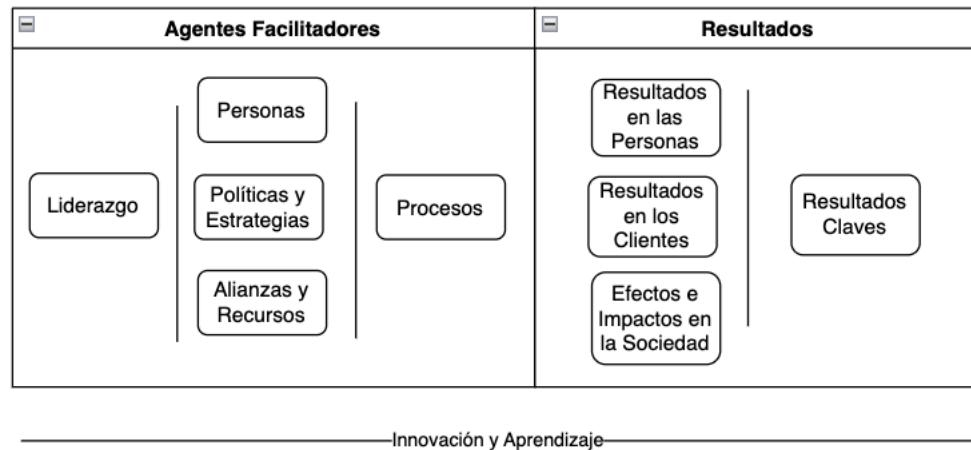 Agentes Facilitadores
Resultados
Liderazgo
Personas
Políticas y
Estrategias
Alianzas y
Recursos
Procesos
Resultados
en las
Personas
Resultados
en los
Clientes
Efectos e
Impactos en
la Sociedad
Resultados
Claves
Innovación y Aprendizaje